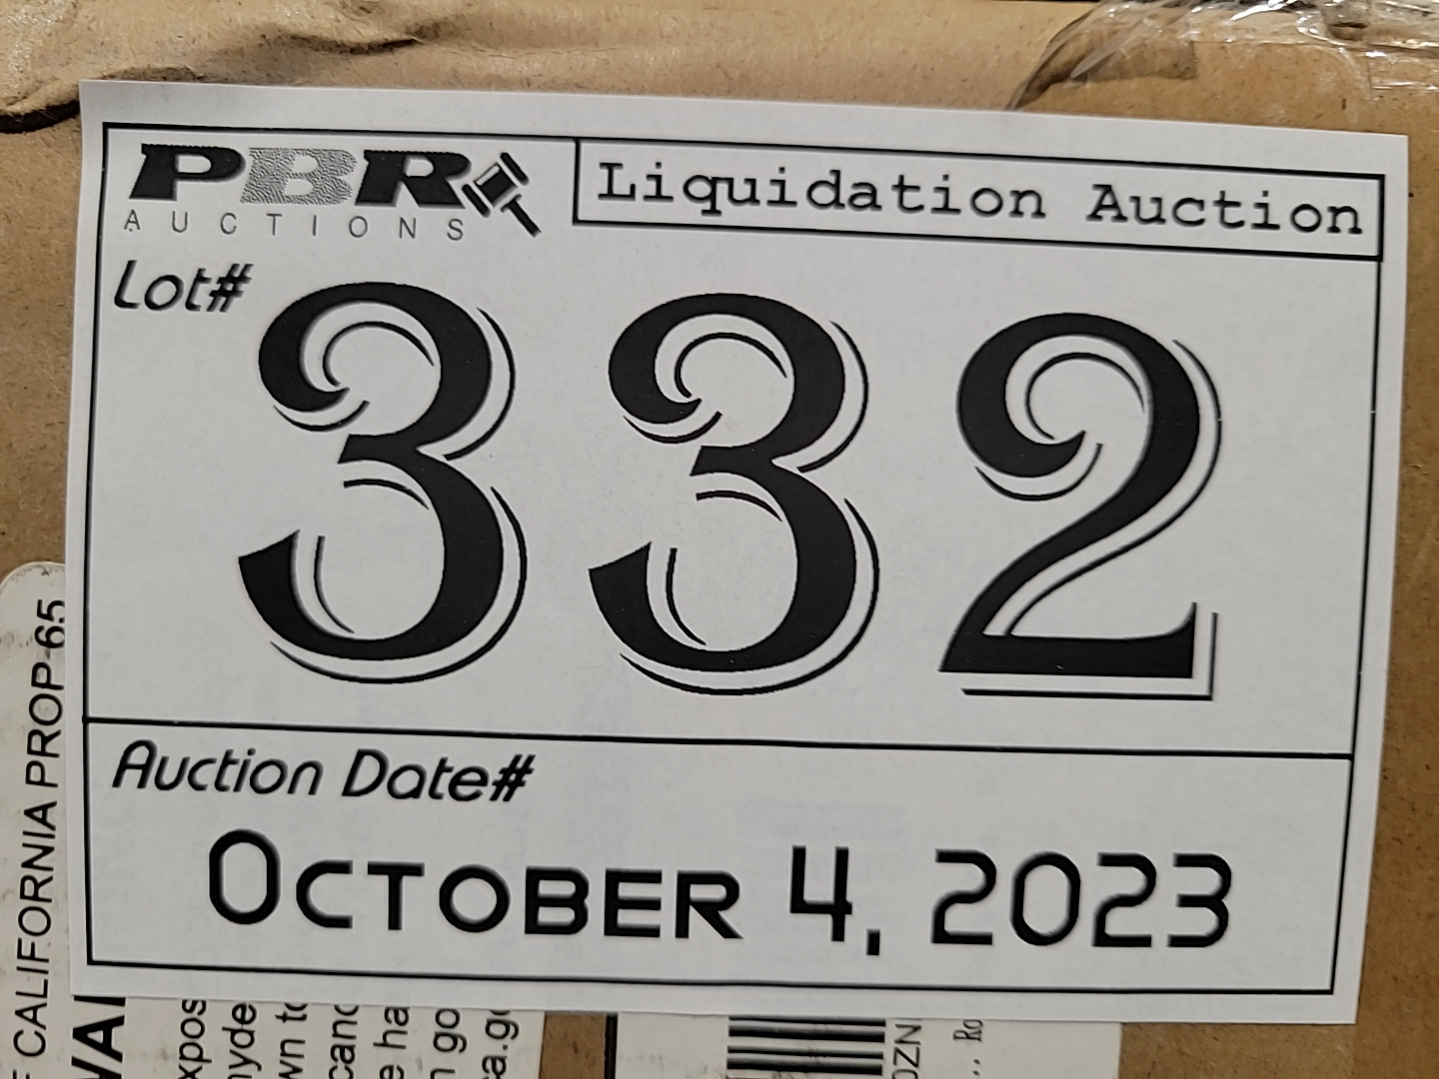 PBR
AUCTIONS
Liquidation Auction
Lot#
332
Auction Date#
OCTOBER 4, 2023
CALIFORNIA PROP 65